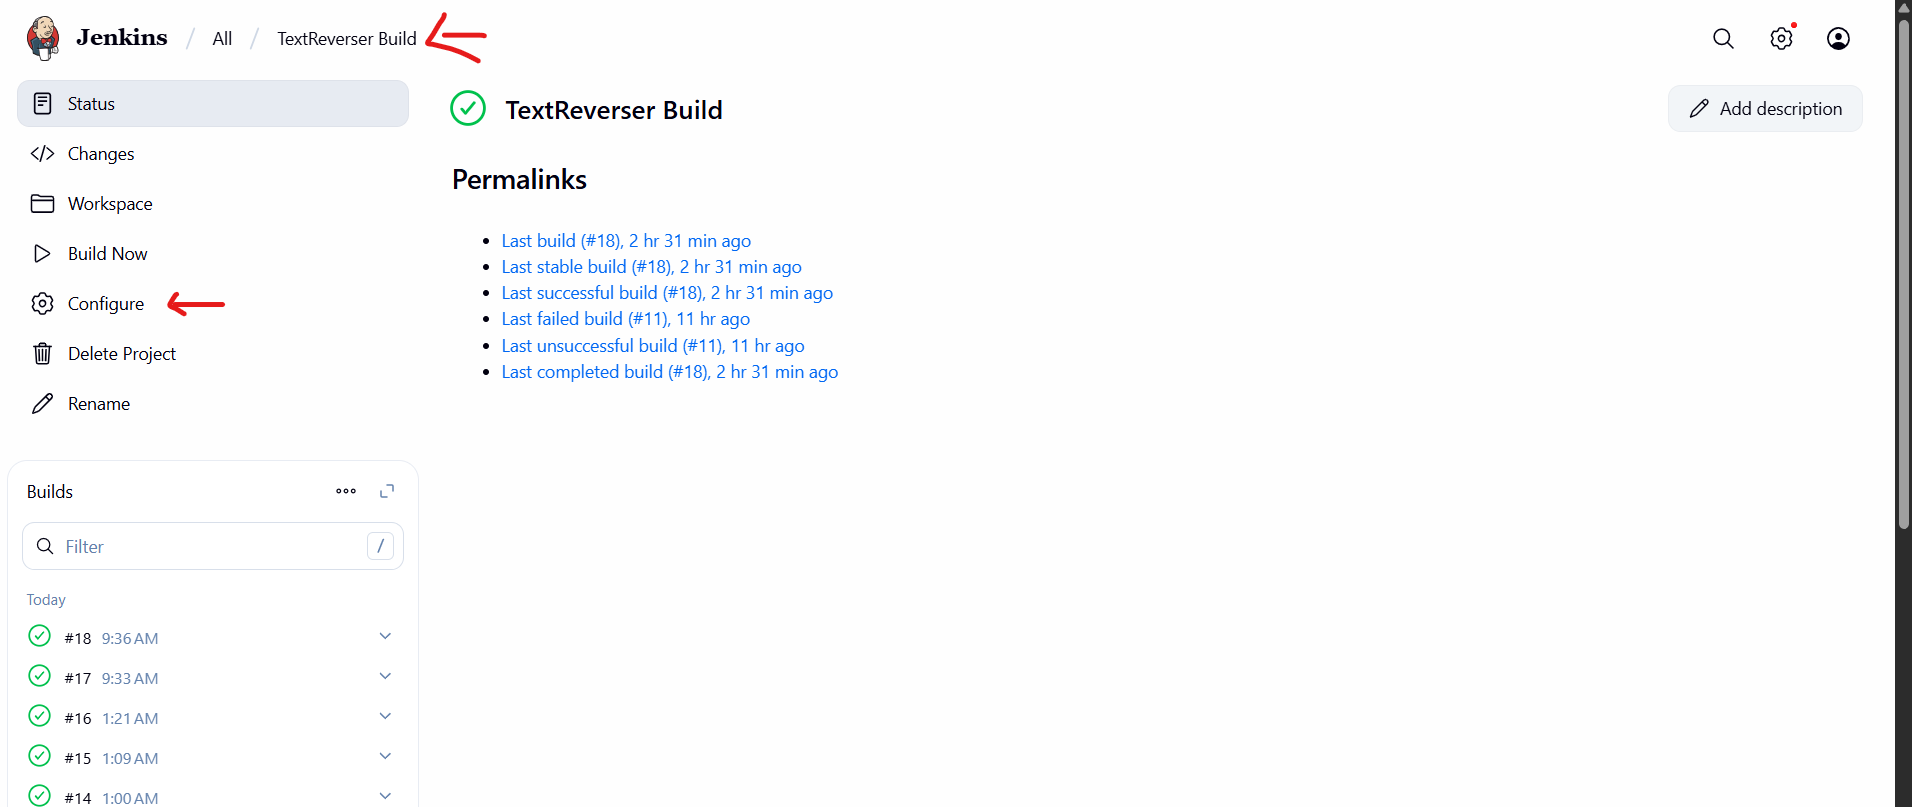 Jenkins / All / TextReverser Build
Status
Changes
Workspace
Build Now
Configure
Delete Project
Rename
TextReverser Build
Add description
Permalinks
Last build (#18), 2 hr 31 min ago
Last stable build (#18), 2 hr 31 min ago
Last successful build (#18), 2 hr 31 min ago
Last failed build (#11), 11 hr ago
Last unsuccessful build (#11), 11 hr ago
Last completed build (#18), 2 hr 31 min ago
Builds
Filter /
Today
#18 9:36 AM
#17 9:33 AM
#16 1:21 AM
#15 1:09 AM
#14 1:00 AM